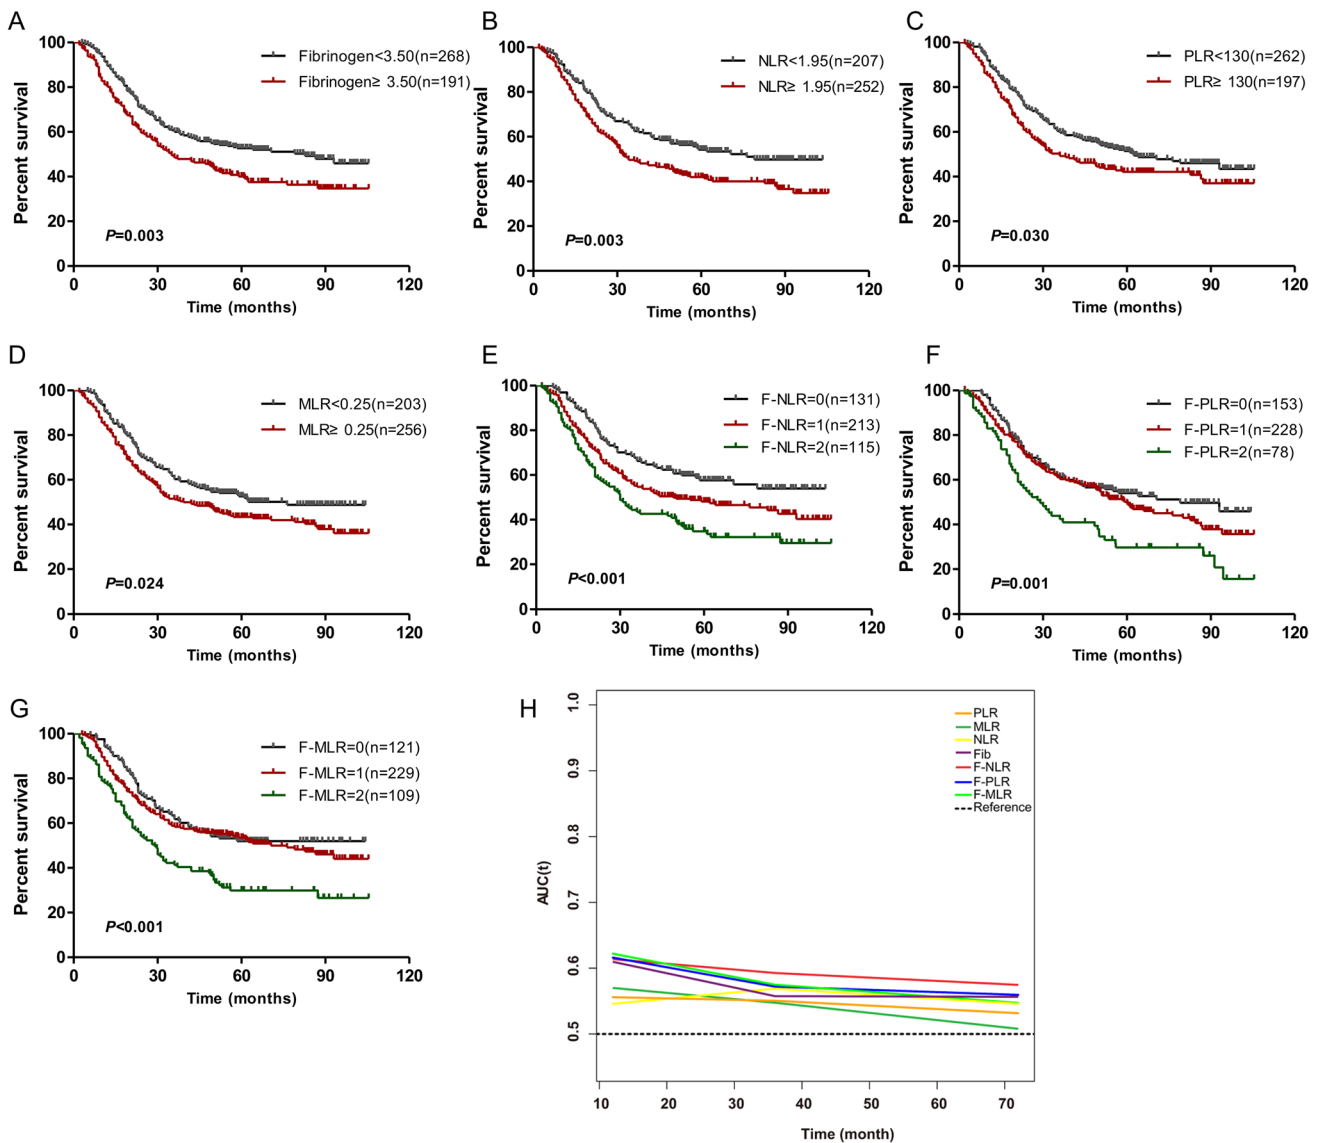 A
Percent survival
100
80
60
40
20
0
Fibrinogen<3.50(n=268)
Fibrinogen≥ 3.50(n=191)
P=0.003
0 30 60 90 120
Time (months)
B
Percent survival
100
80
60
40
20
0
NLR<1.95(n=207)
NLR≥ 1.95(n=252)
P=0.003
0 30 60 90 120
Time (months)
C
Percent survival
100
80
60
40
20
0
PLR<130(n=262)
PLR≥ 130(n=197)
P=0.030
0 30 60 90 120
Time (months)
D
Percent survival
100
80
60
40
20
0
MLR<0.25(n=203)
MLR≥ 0.25(n=256)
P=0.024
0 30 60 90 120
Time (months)
E
Percent survival
100
80
60
40
20
0
F-NLR=0(n=131)
F-NLR=1(n=213)
F-NLR=2(n=115)
P<0.001
0 30 60 90 120
Time (months)
F
Percent survival
100
80
60
40
20
0
F-PLR=0(n=153)
F-PLR=1(n=228)
F-PLR=2(n=78)
P=0.001
0 30 60 90 120
Time (months)
G
Percent survival
100
80
60
40
20
0
F-MLR=0(n=121)
F-MLR=1(n=229)
F-MLR=2(n=109)
P<0.001
0 30 60 90 120
Time (months)
H
AUC(t)
1.0
0.9
0.8
0.7
0.6
0.5
PLR
MLR
NLR
Fib
F-NLR
F-PLR
F-MLR
Reference
10 20 30 40 50 60 70
Time (month)